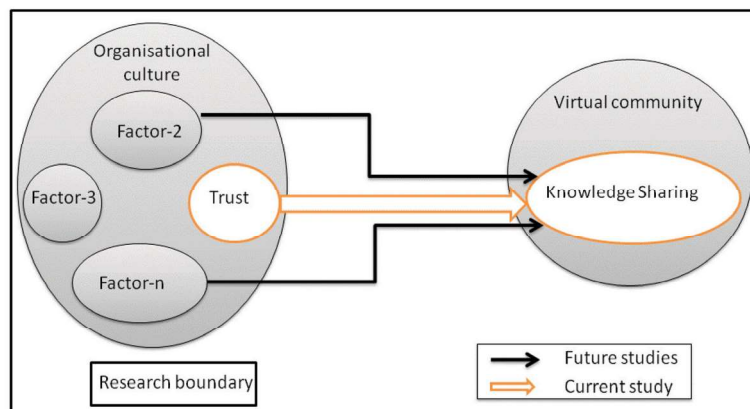 Organisational
culture
Virtual community
Factor-2
Factor-3
Trust
Knowledge Sharing
Factor-n
Research boundary
Future studies
Current study